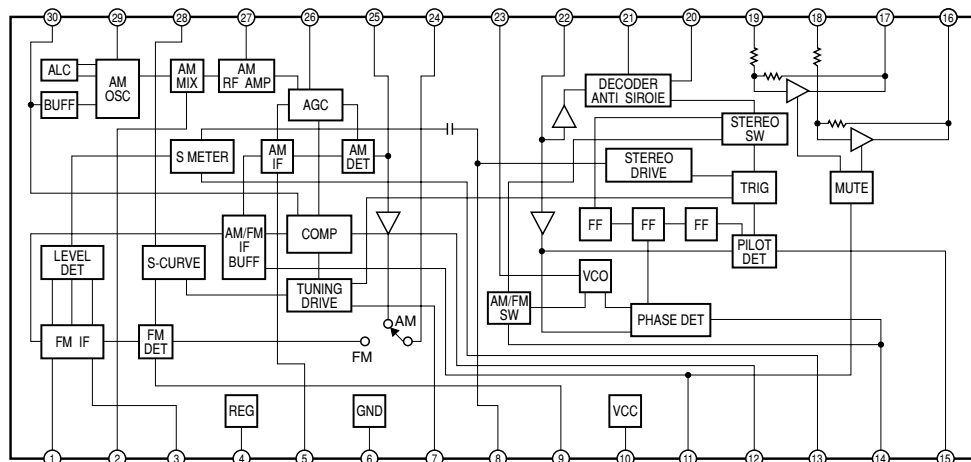 30 29 28 27 26 25 24 23 22 21 20 19 18 17 16
ALC
AM
OSC
AM
MIX
AM
RF AMP
BUFF
AGC
DECODER
ANTI SIROIE
STEREO
SW
S METER
AM
IF
AM
DET
STEREO
DRIVE
TRIG
MUTE
AM/FM
IF
BUFF
COMP
FF
FF
FF
PILOT
DET
LEVEL
DET
S-CURVE
TUNING
DRIVE
VCO
AM/FM
SW
PHASE DET
AM
FM
FM IF
FM
DET
REG
GND
VCC
1 2 3 4 5 6 7 8 9 10 11 12 13 14 15